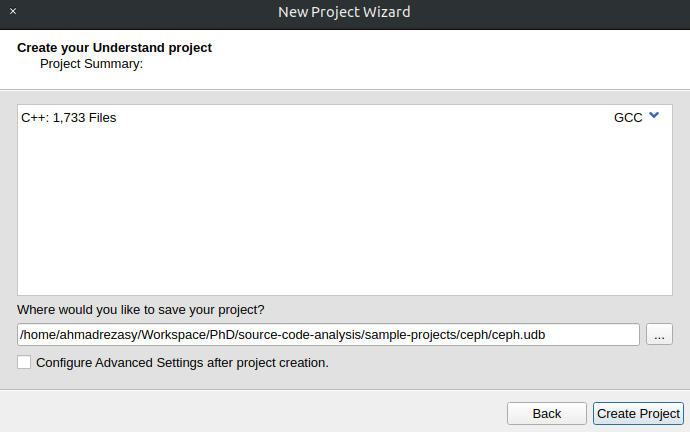 ×
New Project Wizard
Create your Understand project
Project Summary:
C++: 1,733 Files GCC
Where would you like to save your project?
/home/ahmadrezasy/Workspace/PhD/source-code-analysis/sample-projects/ceph/ceph.udb ...
Configure Advanced Settings after project creation.
Back Create Project